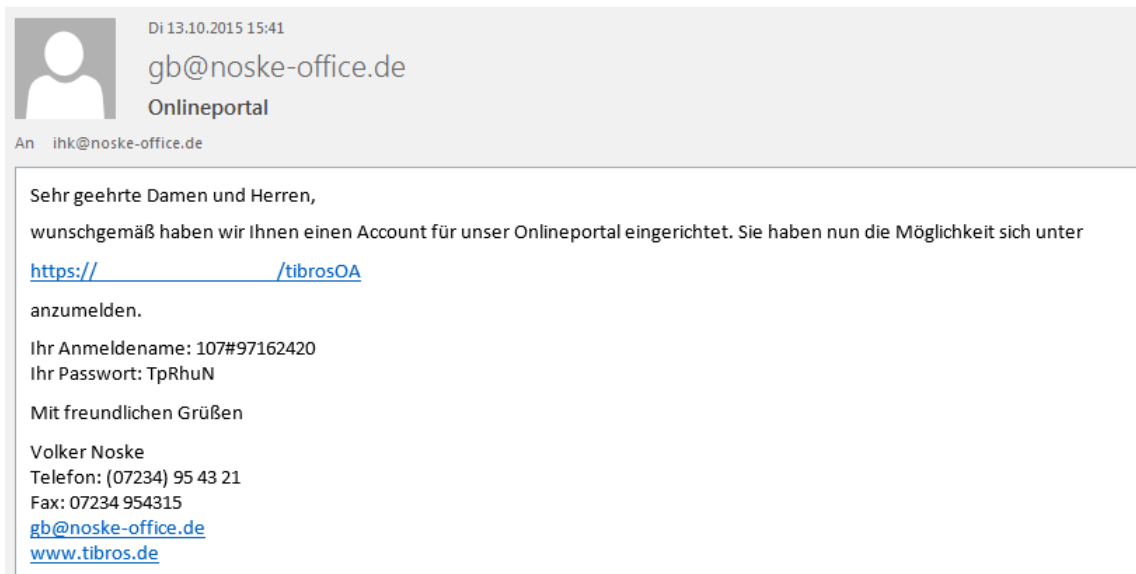 Di 13.10.2015 15:41
gb@noske-office.de
Onlineportal
An ihk@noske-office.de
Sehr geehrte Damen und Herren,
wunschgemäß haben wir Ihnen einen Account für unser Onlineportal eingerichtet. Sie haben nun die Möglichkeit sich unter
https:// /tibrosOA
anzumelden.
Ihr Anmeldename: 107#97162420
Ihr Passwort: TpRhuN
Mit freundlichen Grüßen
Volker Noske
Telefon: (07234) 95 43 21
Fax: 07234 954315
gb@noske-office.de
www.tibros.de